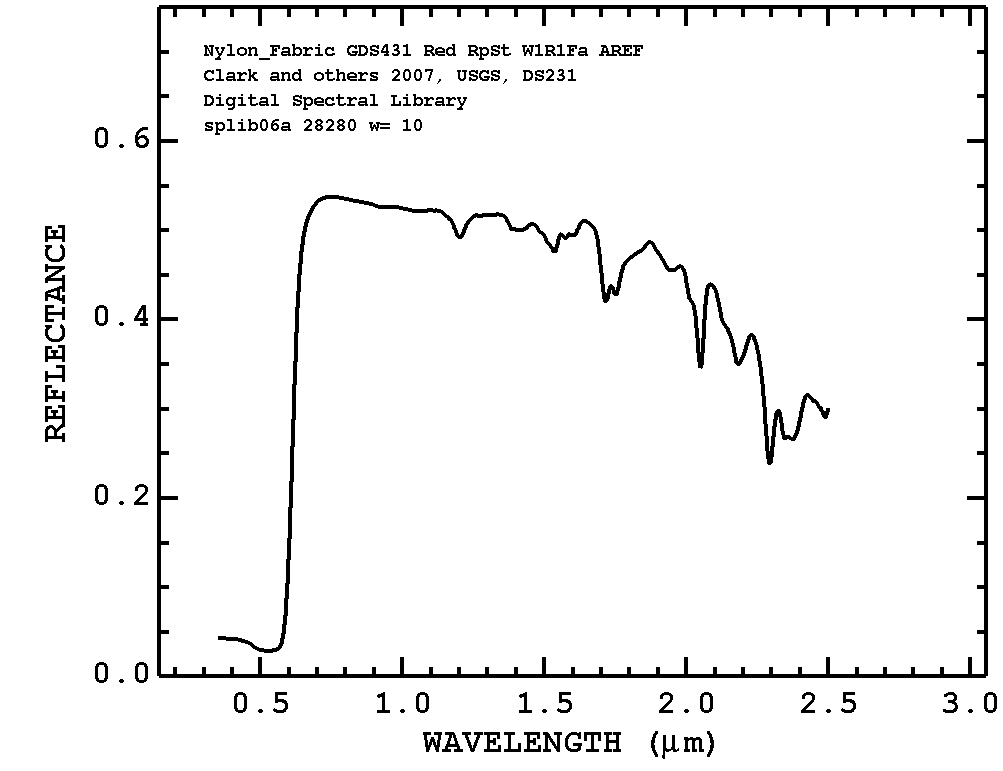 Nylon_Fabric GDS431 Red RpSt W1R1Fa AREF
Clark and others 2007, USGS, DS231
Digital Spectral Library
splib06a 28280 w= 10
0.6
0.4
0.2
0.0
REFLECTANCE
0.5 1.0 1.5 2.0 2.5 3.0
WAVELENGTH (μm)